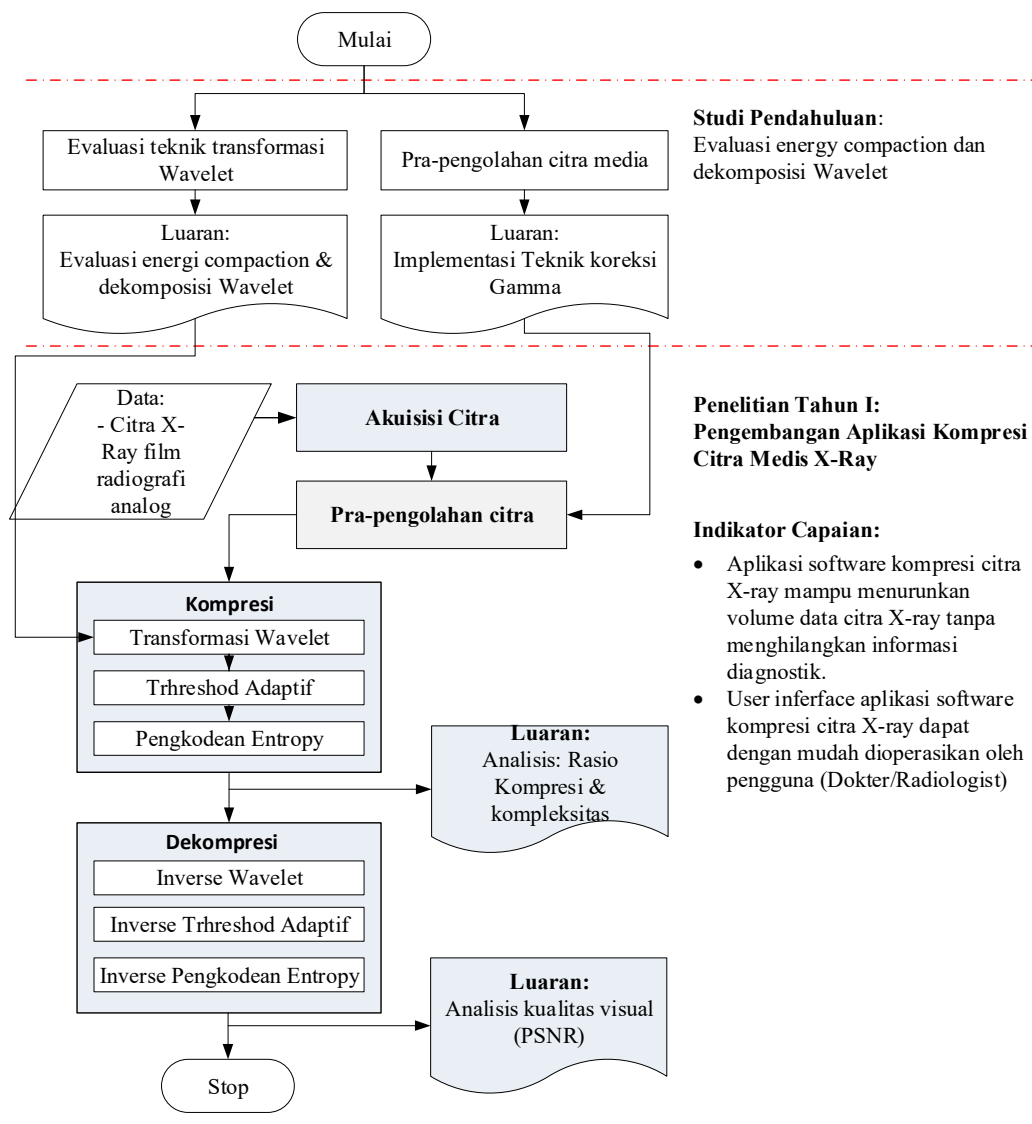 Mulai
Evaluasi teknik transformasi
Wavelet
Pra-pengolahan citra media
Studi Pendahuluan:
Evaluasi energy compaction dan
dekomposisi Wavelet
Luaran:
Evaluasi energi compaction &
dekomposisi Wavelet
Luaran:
Implementasi Teknik koreksi
Gamma
Data:
- Citra X-
Ray film
radiografi
analog
Akuisisi Citra
Pra-pengolahan citra
Penelitian Tahun I:
Pengembangan Aplikasi Kompresi
Citra Medis X-Ray
Indikator Capaian:
• Aplikasi software kompresi citra
X-ray mampu menurunkan
volume data citra X-ray tanpa
menghilangkan informasi
diagnostik.
• User inferface aplikasi software
kompresi citra X-ray dapat
dengan mudah dioperasikan oleh
pengguna (Dokter/Radiologist)
Kompresi
Transformasi Wavelet
Trhreshod Adaptif
Pengkodean Entropy
Luaran:
Analisis: Rasio
Kompresi &
kompleksitas
Dekompresi
Inverse Wavelet
Inverse Trhreshod Adaptif
Inverse Pengkodean Entropy
Luaran:
Analisis kualitas visual
(PSNR)
Stop